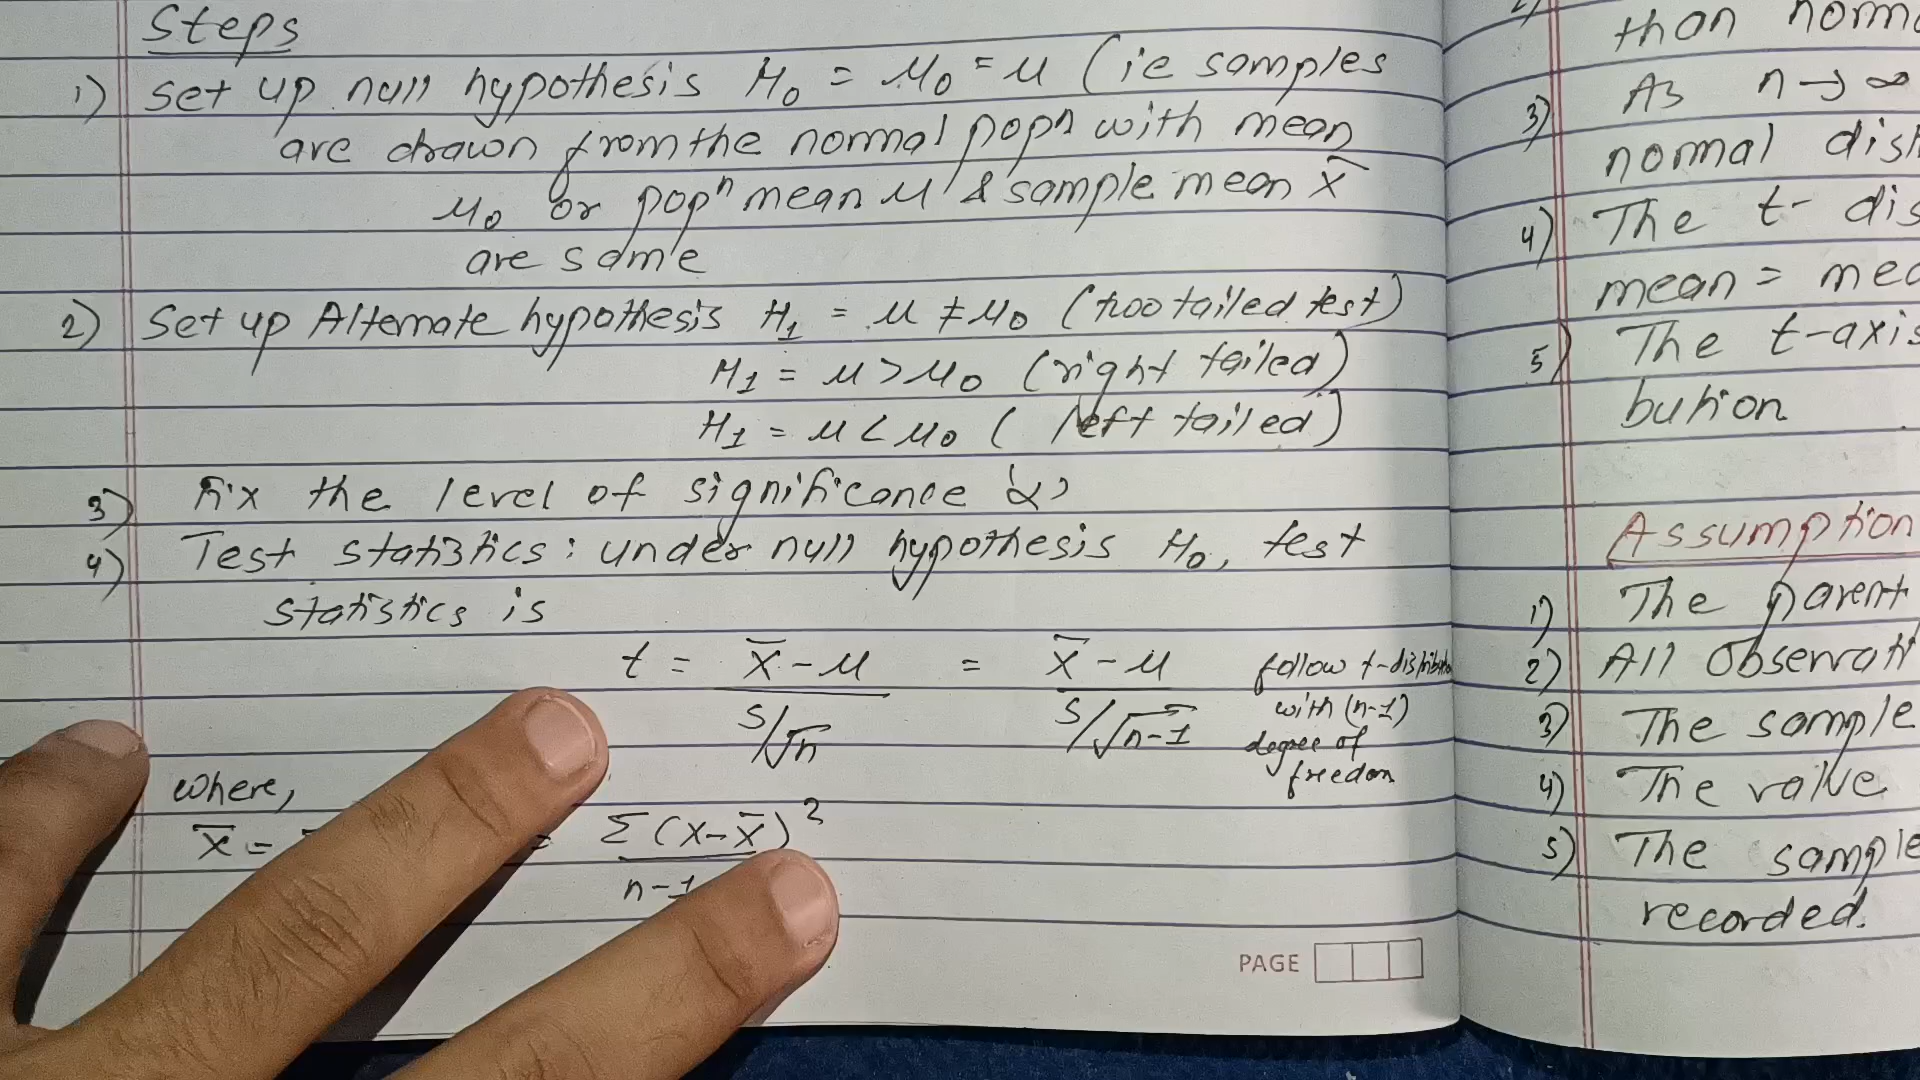 Steps
1) Set up null hypothesis H₀ = μ₀ = μ (ie samples
are drawn from the normal popⁿ with mean
μ₀ or popⁿ mean μ & sample mean x̄
are same
2) Set up Alternate hypothesis H₁ = μ ≠ μ₀ (two tailed test)
H₁ = μ > μ₀ (right tailed)
H₁ = μ < μ₀ (left tailed)
3) Fix the level of significance 'α'
4) Test statistics: under null hypothesis H₀, test
statistics is
t = x̄ - μ = x̄ - μ follow t-distribution
s/√n s/√n-1 with (n-1)
degree of
freedom
where,
x̄ = = Σ(x-x̄)²
n-1
PAGE
than
3) As n → ∞
normal
4) The t-
mean =
5) The t-axis
bution
Assumption
1) The parent
2) All
3) The sample
4) The value
5) The sample
recorded.